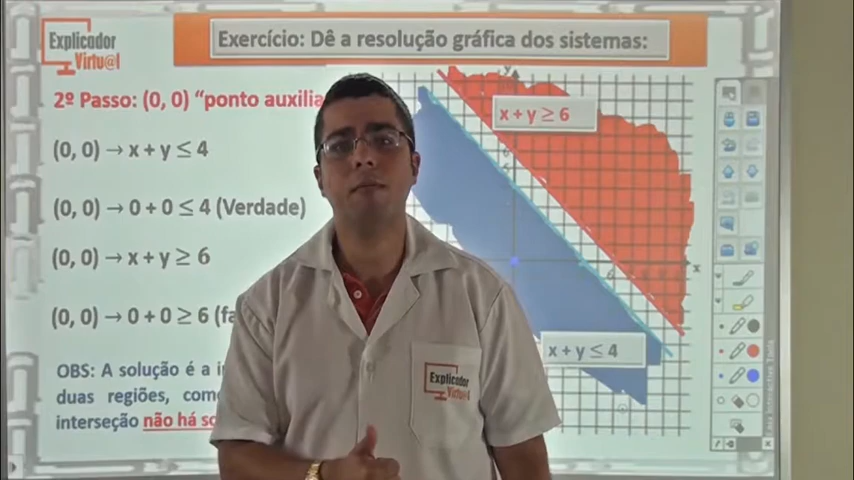 Explicador
Virtu@l
Exercício: Dê a resolução gráfica dos sistemas:
2º Passo: (0, 0) “ponto auxilia
y
x + y ≥ 6
(0, 0) → x + y ≤ 4
(0, 0) → 0 + 0 ≤ 4 (Verdade)
(0, 0) → x + y ≥ 6
x
(0, 0) → 0 + 0 ≥ 6 (fa
x + y ≤ 4
OBS: A solução é a i
duas regiões, com
interseção não há so
Explicador
Virtu@l